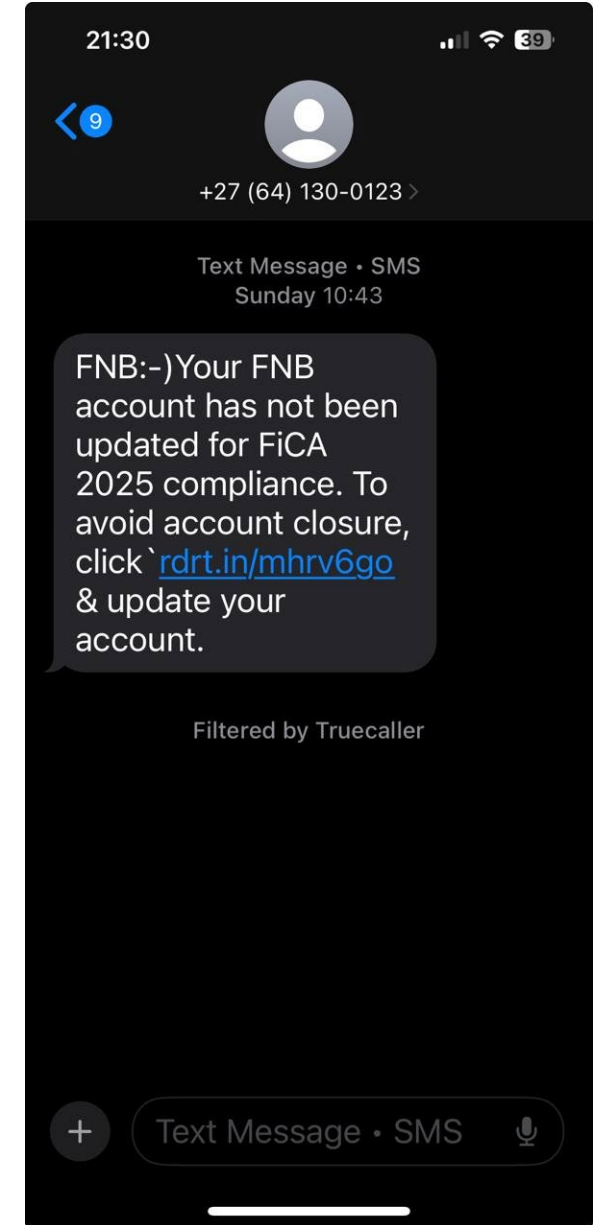 21:30
39
9
+27 (64) 130-0123 >
Text Message • SMS
Sunday 10:43
FNB:-)Your FNB
account has not been
updated for FiCA
2025 compliance. To
avoid account closure,
click`rdrt.in/mhrv6go
& update your
account.
Filtered by Truecaller
+
Text Message • SMS